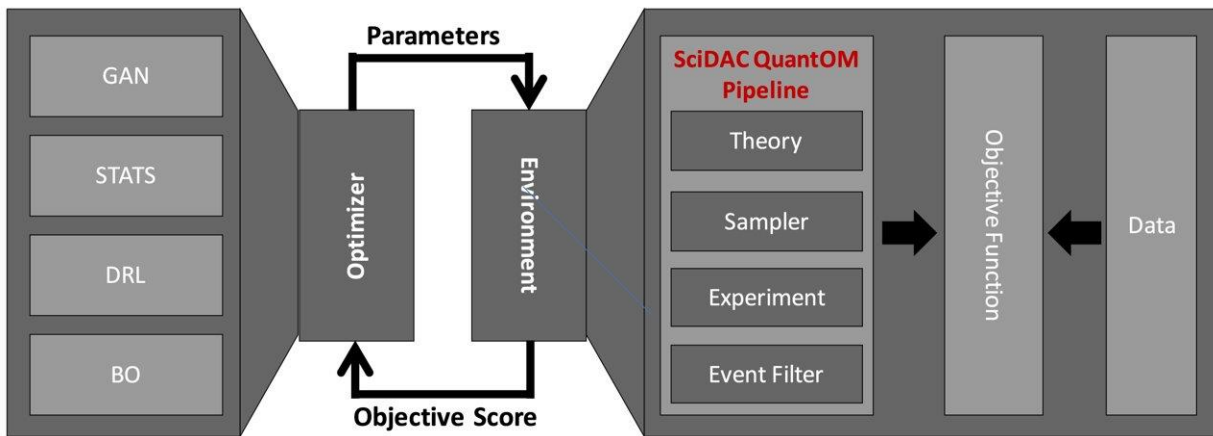 GAN
STATS
DRL
BO
Optimizer
Parameters
Objective Score
Environment
SciDAC QuantOM
Pipeline
Theory
Sampler
Experiment
Event Filter
Objective Function
Data